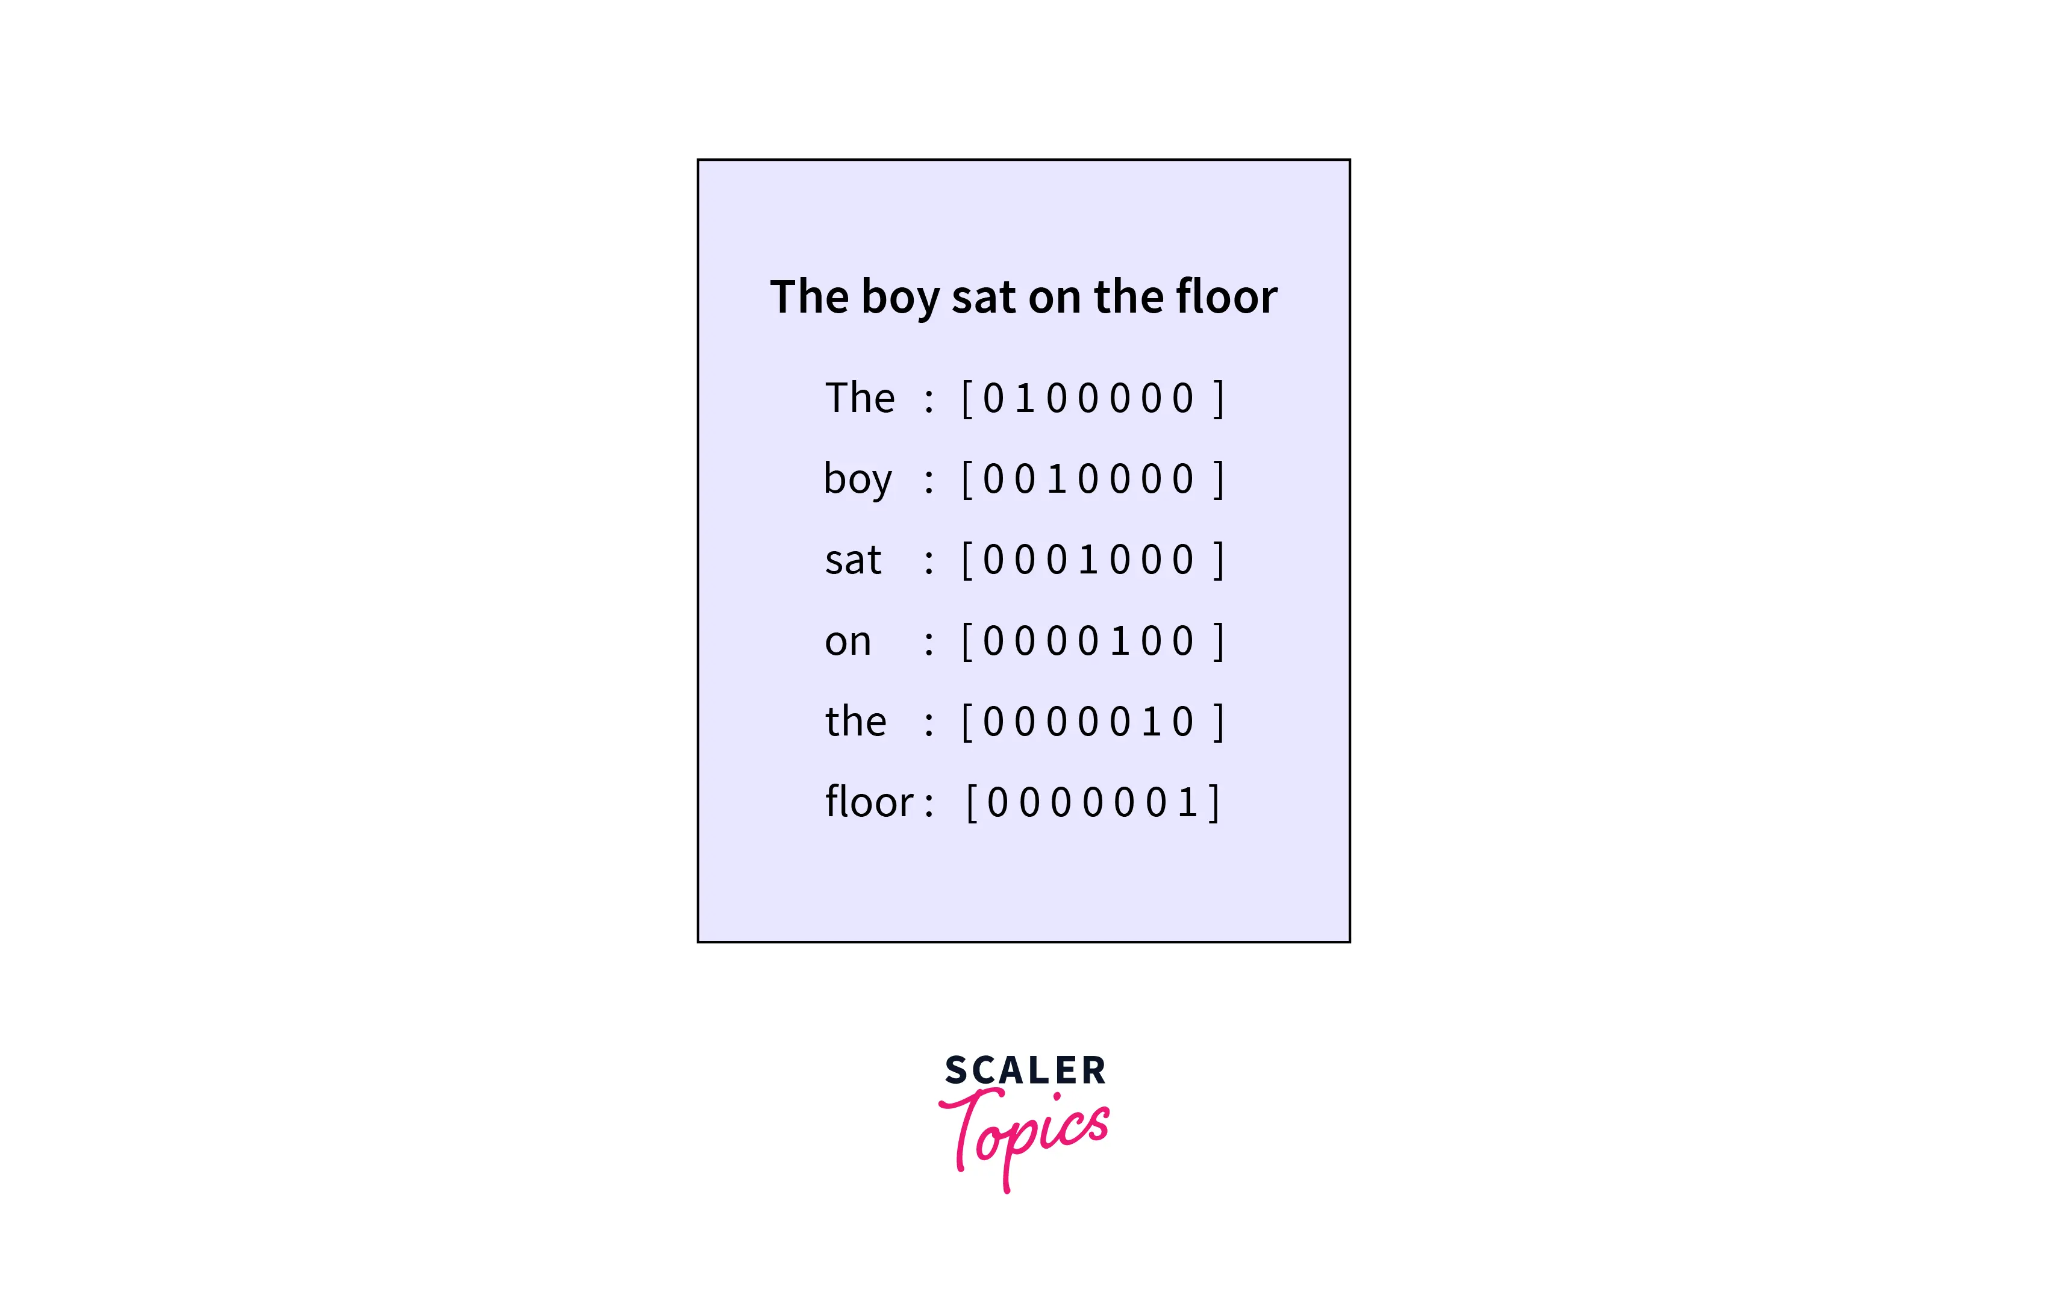 The boy sat on the floor
The : [ 0 1 0 0 0 0 0 ]
boy : [ 0 0 1 0 0 0 0 ]
sat : [ 0 0 0 1 0 0 0 ]
on : [ 0 0 0 0 1 0 0 ]
the : [ 0 0 0 0 0 1 0 ]
floor : [ 0 0 0 0 0 0 1 ]
SCALER
Topics